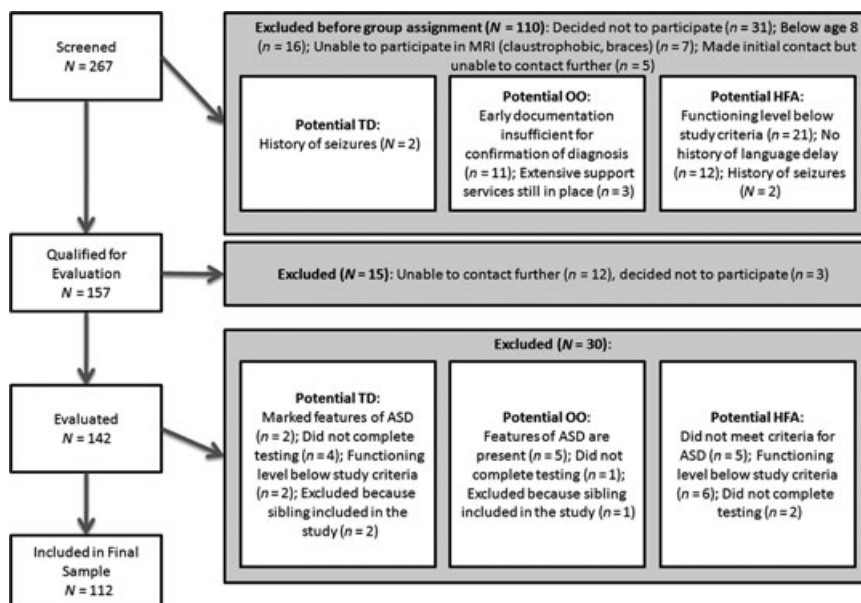 Screened
N = 267
Excluded before group assignment (N = 110): Decided not to participate (n = 31); Below age 8
(n = 16); Unable to participate in MRI (claustrophobic, braces) (n = 7); Made initial contact but
unable to contact further (n = 5)
Potential TD:
History of seizures (N = 2)
Potential OO:
Early documentation
insufficient for
confirmation of diagnosis
(n = 11); Extensive support
services still in place (n = 3)
Potential HFA:
Functioning level below
study criteria (n = 21); No
history of language delay
(n = 12); History of seizures
(N = 2)
Qualified for
Evaluation
N = 157
Excluded (N = 15): Unable to contact further (n = 12), decided not to participate (n = 3)
Evaluated
N = 142
Excluded (N = 30):
Potential TD:
Marked features of ASD
(n = 2); Did not complete
testing (n = 4); Functioning
level below study criteria
(n = 2); Excluded because
sibling included in the
study (n = 2)
Potential OO:
Features of ASD are
present (n = 5); Did not
complete testing (n = 1);
Excluded because sibling
included in the study (n = 1)
Potential HFA:
Did not meet criteria for
ASD (n = 5); Functioning
level below study criteria
(n = 6); Did not complete
testing (n = 2)
Included in Final
Sample
N = 112